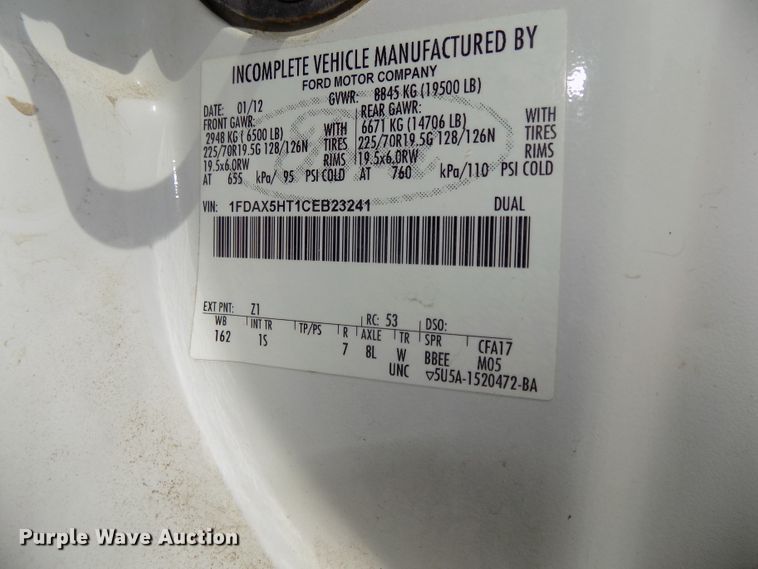 INCOMPLETE VEHICLE MANUFACTURED BY
FORD MOTOR COMPANY
DATE: 01/12 GVWR: 8845 KG (19500 LB)
FRONT GAWR: REAR GAWR:
2948 KG ( 6500 LB) WITH 6671 KG (14706 LB) WITH
225/70R19.5G 128/126N TIRES 225/70R19.5G 128/126N TIRES
19.5x6.0RW RIMS 19.5x6.0RW RIMS
AT 655 kPa/ 95 PSI COLD AT 760 kPa/110 PSI COLD
VIN: 1FDAX5HT1CEB23241 DUAL
EXT PNT: Z1 RC: 53 DSO:
WB INT TR TP/PS R AXLE TR SPR CFA17
162 1S 7 8L W BBEE M05
UNC ▽5U5A-1520472-BA
Purple Wave Auction
Purple Wave Auction